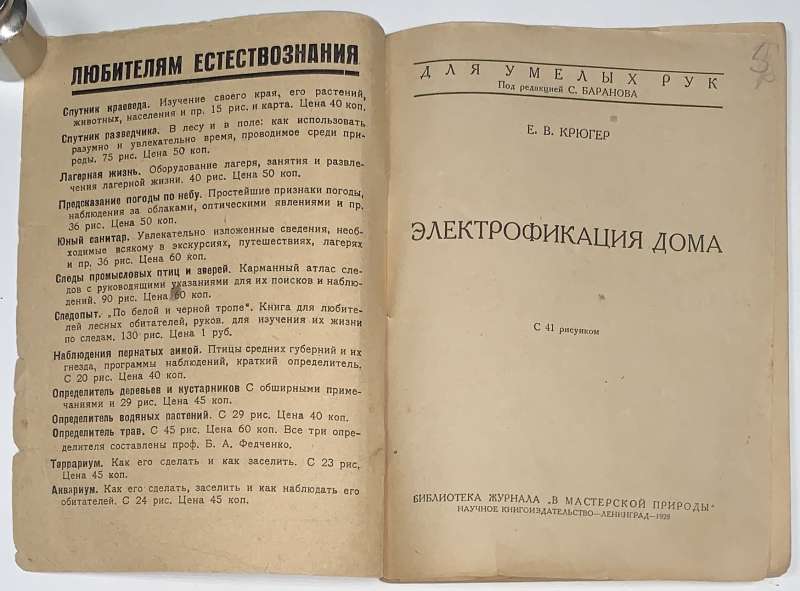 ЛЮБИТЕЛЯМ ЕСТЕСТВОЗНАНИЯ
Спутник краеведа. Изучение своего края, его растений,
животных, населения и пр. 15 рис. и карта. Цена 40 коп.
Спутник разведчика. В лесу и в поле: как использовать
разумно и увлекательно время, проводимое среди при-
роды. 75 рис. Цена 50 коп.
Лагерная жизнь. Оборудование лагеря, занятия и развле-
чения лагерной жизни. 40 рис. Цена 50 коп.
Предсказание погоды по небу. Простейшие признаки погоды,
наблюдения за облаками, оптическими явлениями и пр.
36 рис. Цена 50 коп.
Юный санитар. Увлекательно изложенные сведения, необ-
ходимые всякому в экскурсиях, путешествиях, лагерях
и пр. 36 рис. Цена 60 коп.
Следы промысловых птиц и зверей. Карманный атлас сле-
дов с руководящими указаниями для их поисков и наблю-
дений. 90 рис. Цена 60 коп.
Следопыт. „По белой и черной тропе". Книга для любите-
лей лесных обитателей, руков. для изучения их жизни
по следам. 130 рис. Цена 1 руб.
Наблюдения пернатых зимой. Птицы средних губерний и их
гнезда, программы наблюдений, краткий определитель.
С 20 рис. Цена 40 коп.
Определитель деревьев и кустарников С обширными приме-
чаниями и 29 рис. Цена 45 коп.
Определитель водяных растений. С 29 рис. Цена 40 коп.
Определитель трав. С 45 рис. Цена 60 коп. Все три опре-
делителя составлены проф. Б. А. Федченко.
Террариум. Как его сделать и как заселить. С 23 рис.
Цена 45 коп.
Аквариум. Как его сделать, заселить и как наблюдать его
обитателей. С 24 рис. Цена 45 коп.
ДЛЯ УМЕЛЫХ РУК
Под редакцией С. БАРАНОВА
Е. В. КРЮГЕР
ЭЛЕКТРОФИКАЦИЯ ДОМА
С 41 рисунком
БИБЛИОТЕКА ЖУРНАЛА „В МАСТЕРСКОЙ ПРИРОДЫ"
НАУЧНОЕ КНИГОИЗДАТЕЛЬСТВО—ЛЕНИНГРАД—1928